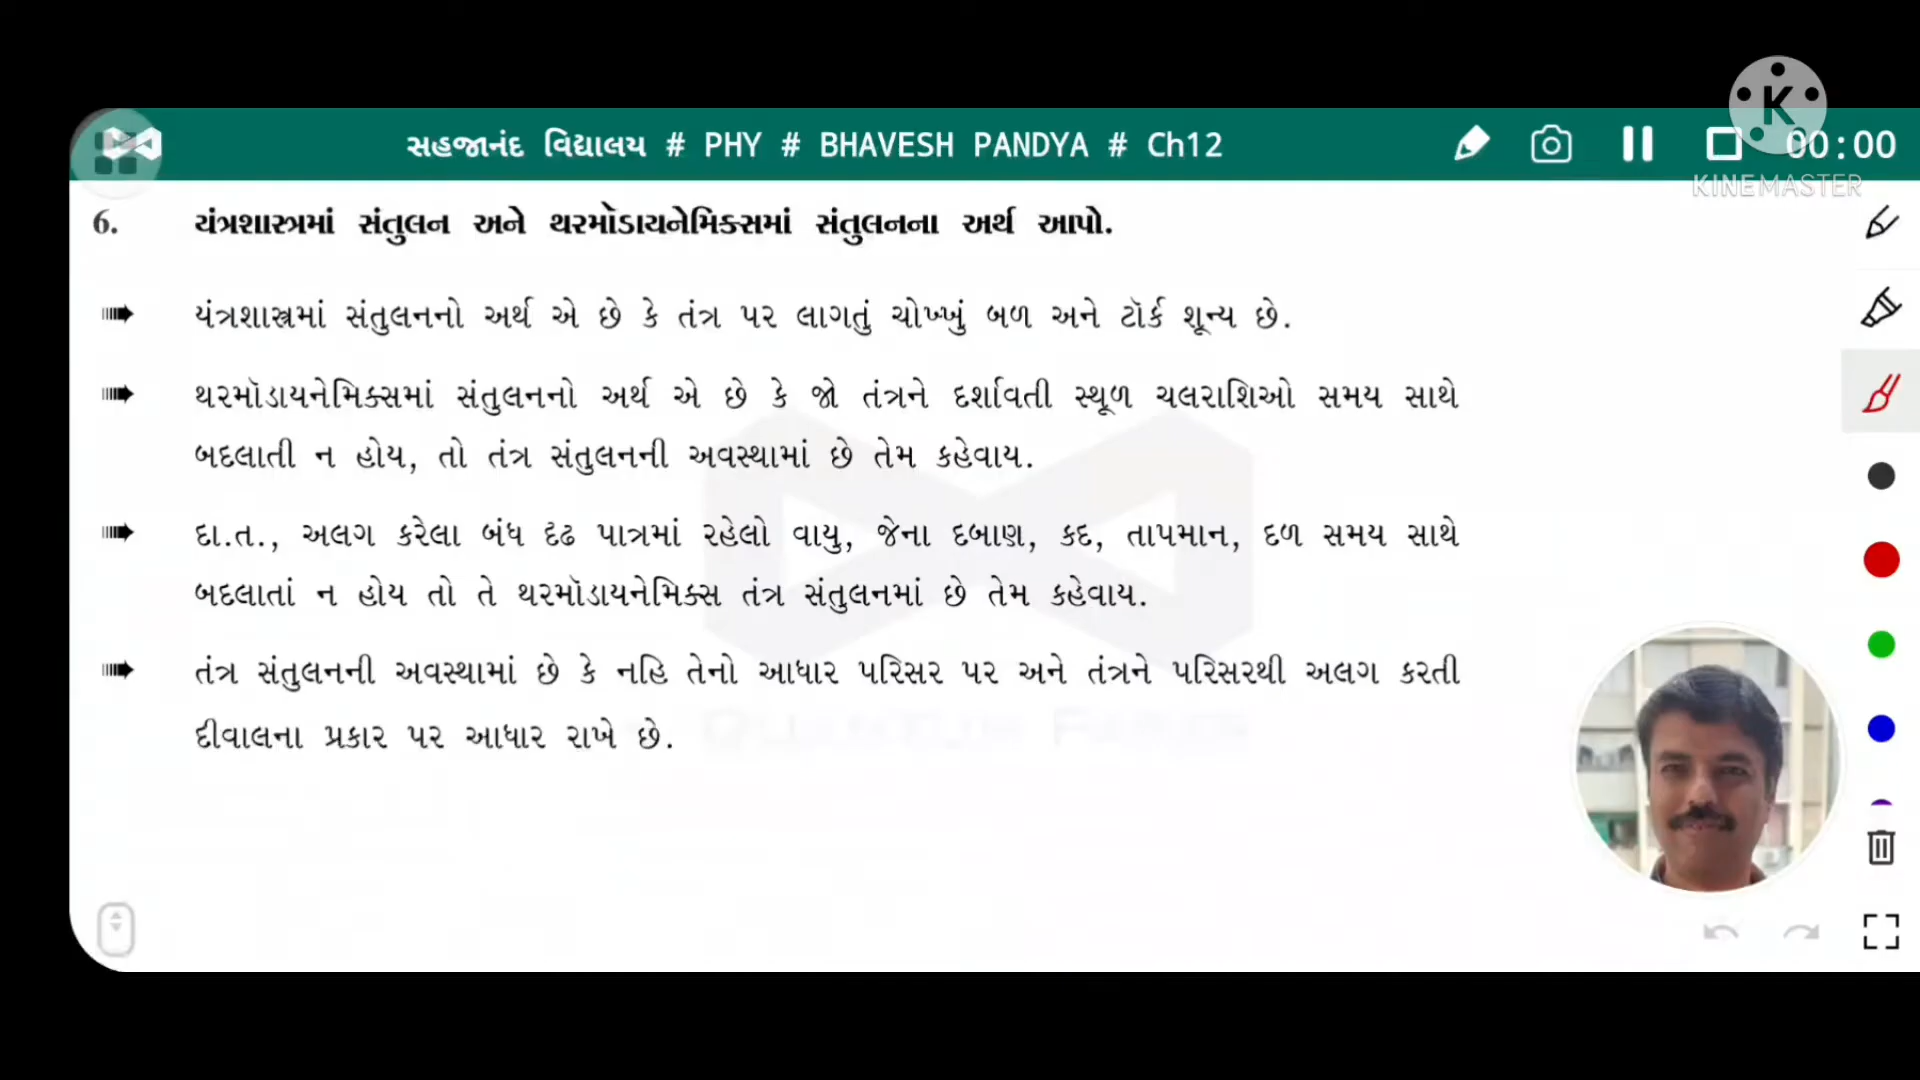 સહજાનંદ વિદ્યાલય # PHY # BHAVESH PANDYA # Ch12
00:00
K
KINEMASTER
6. યંત્રશાસ્ત્રમાં સંતુલન અને થરમૉડાયનેમિક્સમાં સંતુલનના અર્થ આપો.
યંત્રશાસ્ત્રમાં સંતુલનનો અર્થ એ છે કે તંત્ર પર લાગતું ચોખ્ખું બળ અને ટૉર્ક શૂન્ય છે.
થરમૉડાયનેમિક્સમાં સંતુલનનો અર્થ એ છે કે જો તંત્રને દર્શાવતી સ્થૂળ ચલરાશિઓ સમય સાથે
બદલાતી ન હોય, તો તંત્ર સંતુલનની અવસ્થામાં છે તેમ કહેવાય.
દા.ત., અલગ કરેલા બંધ દૃઢ પાત્રમાં રહેલો વાયુ, જેના દબાણ, કદ, તાપમાન, દળ સમય સાથે
બદલાતાં ન હોય તો તે થરમૉડાયનેમિક્સ તંત્ર સંતુલનમાં છે તેમ કહેવાય.
તંત્ર સંતુલનની અવસ્થામાં છે કે નહિ તેનો આધાર પરિસર પર અને તંત્રને પરિસરથી અલગ કરતી
દીવાલના પ્રકાર પર આધાર રાખે છે.